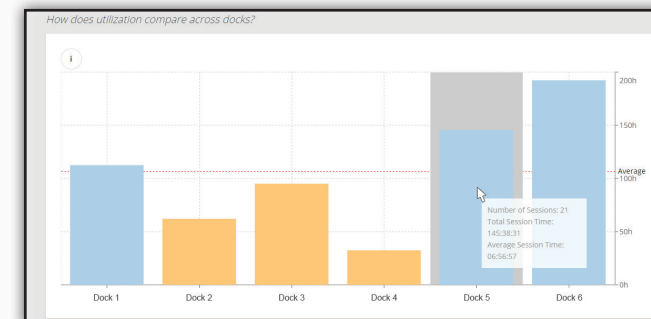 How does utilization compare across docks?
i
200h
150h
Average
100h
50h
0h
Number of Sessions: 21
Total Session Time:
145:38:31
Average Session Time:
06:56:57
Dock 1 Dock 2 Dock 3 Dock 4 Dock 5 Dock 6